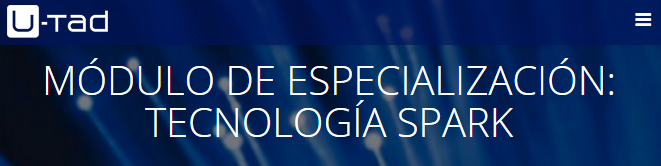 U-tad
MÓDULO DE ESPECIALIZACIÓN:
TECNOLOGÍA SPARK